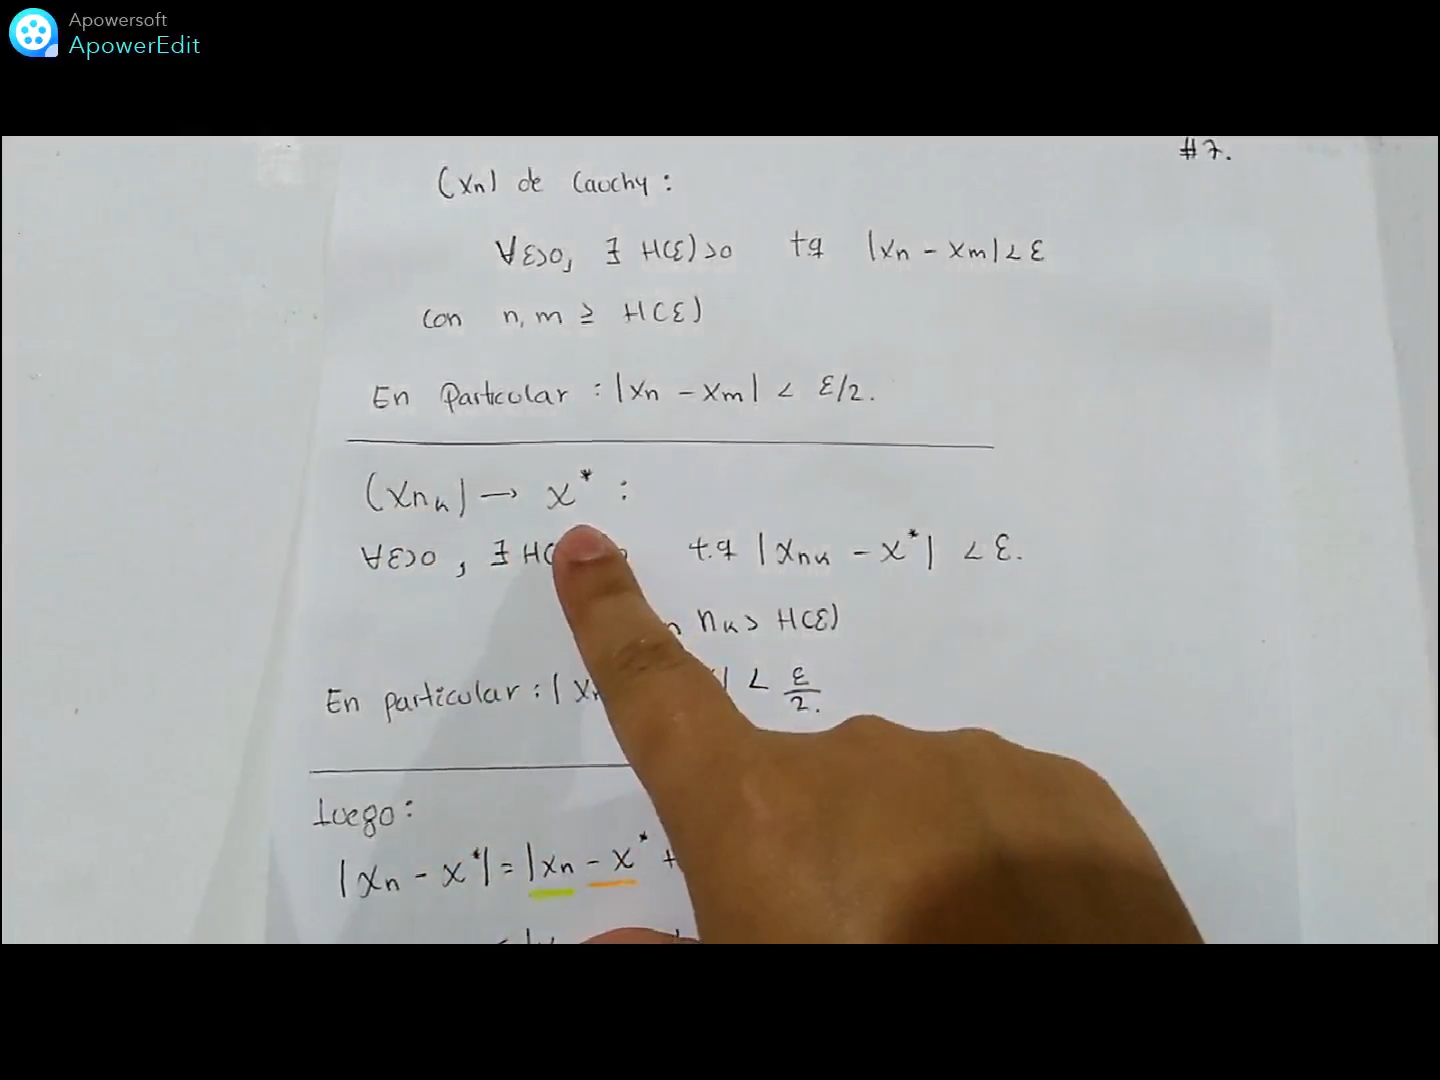 Apowersoft
ApowerEdit
#7.
(xn) de Cauchy:
∀ε>0, ∃ H(ε)>0 t.q |xn - xm| < ε
con n, m ≥ H(ε)
En Particular: |xn - xm| < ε/2.
(xnk) → x* :
∀ε>0, ∃ t.q |xnk - x*| < ε.
nk > H(ε)
En particular: | < ε/2.
Luego:
|xn - x*| = |xn - x* +